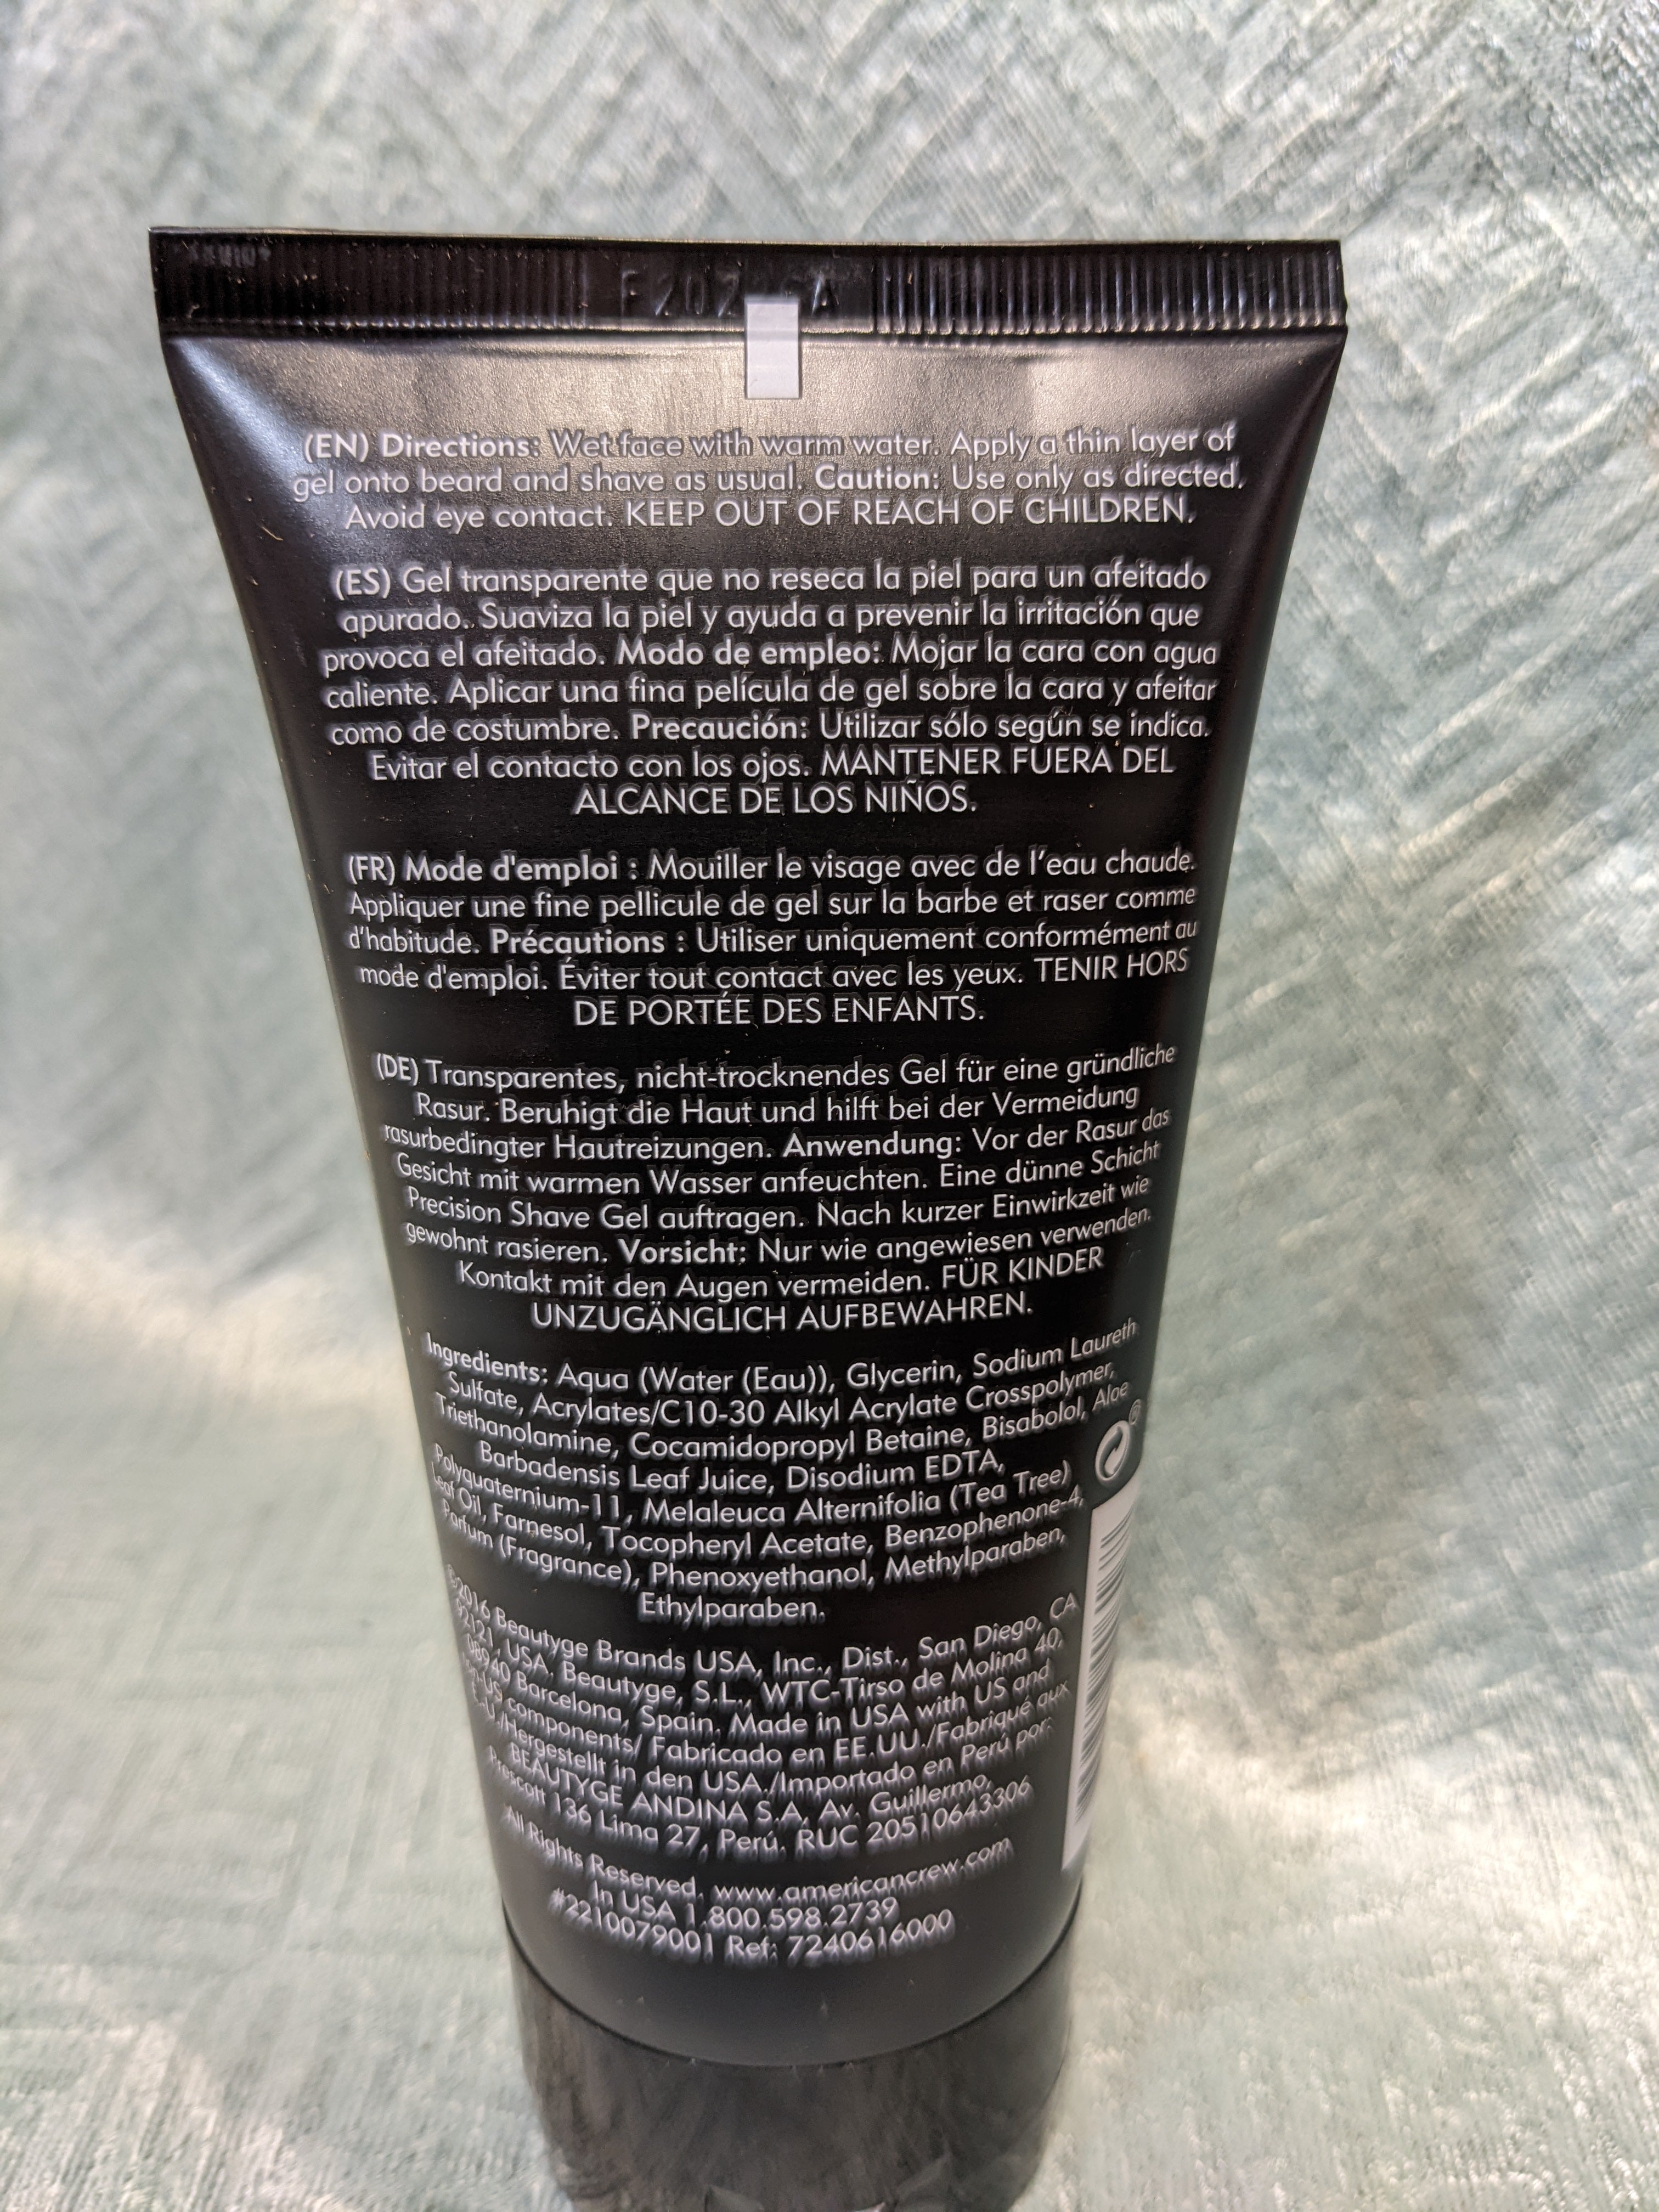 (EN) Directions: Wet face with warm water. Apply a thin layer of
gel onto beard and shave as usual. Caution: Use only as directed.
Avoid eye contact. KEEP OUT OF REACH OF CHILDREN.
(ES) Gel transparente que no reseca la piel para un afeitado
apurado. Suaviza la piel y ayuda a prevenir la irritación que
provoca el afeitado. Modo de empleo: Mojar la cara con agua
caliente. Aplicar una fina película de gel sobre la cara y afeitar
como de costumbre. Precaución: Utilizar sólo según se indica.
Evitar el contacto con los ojos. MANTENER FUERA DEL
ALCANCE DE LOS NIÑOS.
(FR) Mode d'emploi : Mouiller le visage avec de l'eau chaude.
Appliquer une fine pellicule de gel sur la barbe et raser comme
d'habitude. Précautions : Utiliser uniquement conformément au
mode d'emploi. Éviter tout contact avec les yeux. TENIR HORS
DE PORTÉE DES ENFANTS.
(DE) Transparentes, nicht-trocknendes Gel für eine gründliche
Rasur. Beruhigt die Haut und hilft bei der Vermeidung
rasurbedingter Hautreizungen. Anwendung: Vor der Rasur das
Gesicht mit warmen Wasser anfeuchten. Eine dünne Schicht
Precision Shave Gel auftragen. Nach kurzer Einwirkzeit wie
gewohnt rasieren. Vorsicht: Nur wie angewiesen verwenden.
Kontakt mit den Augen vermeiden. FÜR KINDER
UNZUGÄNGLICH AUFBEWAHREN.
Ingredients: Aqua (Water (Eau)), Glycerin, Sodium Laureth
Sulfate, Acrylates/C10-30 Alkyl Acrylate Crosspolymer,
Triethanolamine, Cocamidopropyl Betaine, Bisabolol, Aloe
Barbadensis Leaf Juice, Disodium EDTA,
Polyquaternium-11, Melaleuca Alternifolia (Tea Tree)
Leaf Oil, Farnesol, Tocopheryl Acetate, Benzophenone-4,
Parfum (Fragrance), Phenoxyethanol, Methylparaben,
Ethylparaben.
©2016 Beautyge Brands USA, Inc., Dist., San Diego, CA
92121, USA. Beautyge, S.L., WTC-Tirso de Molina 40,
08940 Barcelona, Spain. Made in USA with US and
non-US components/ Fabricado en EE.UU./Fabriqué aux
E.-U./Hergestellt in den USA./Importado en Perú por:
BEAUTYGE ANDINA S.A, Av. Guillermo,
Prescott 136 Lima 27, Perú. RUC 20510643306
All Rights Reserved. www.americancrew.com
In USA 1.800.598.2739
#2210079001 Ref: 7240616000